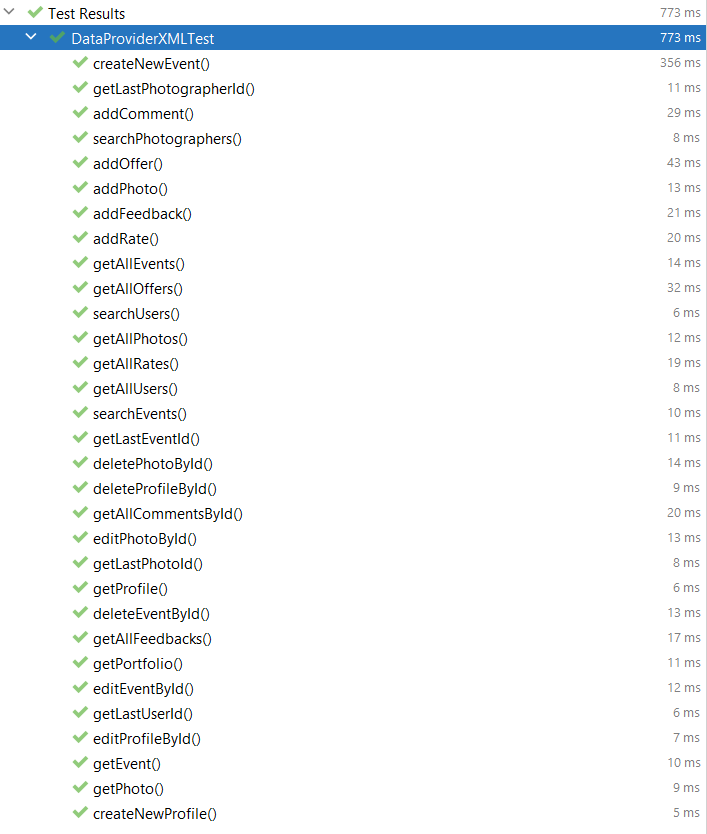 Test Results 773 ms
DataProviderXMLTest 773 ms
createNewEvent() 356 ms
getLastPhotographerId() 11 ms
addComment() 29 ms
searchPhotographers() 8 ms
addOffer() 43 ms
addPhoto() 13 ms
addFeedback() 21 ms
addRate() 20 ms
getAllEvents() 14 ms
getAllOffers() 32 ms
searchUsers() 6 ms
getAllPhotos() 12 ms
getAllRates() 19 ms
getAllUsers() 8 ms
searchEvents() 10 ms
getLastEventId() 11 ms
deletePhotoById() 14 ms
deleteProfileById() 9 ms
getAllCommentsById() 20 ms
editPhotoById() 13 ms
getLastPhotoId() 8 ms
getProfile() 6 ms
deleteEventById() 13 ms
getAllFeedbacks() 17 ms
getPortfolio() 11 ms
editEventById() 12 ms
getLastUserId() 6 ms
editProfileById() 7 ms
getEvent() 10 ms
getPhoto() 9 ms
createNewProfile() 5 ms